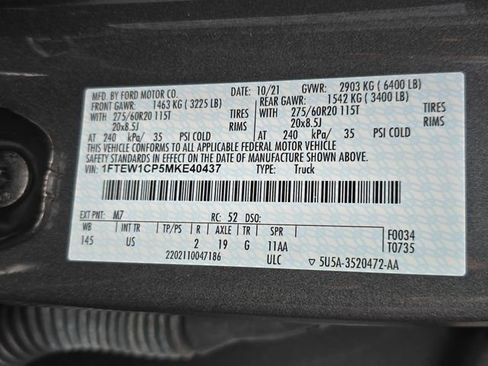 MFD. BY FORD MOTOR CO. DATE: 10/21 GVWR: 2903 KG (6400 LB)
FRONT GAWR: 1463 KG (3225 LB) REAR GAWR: 1542 KG (3400 LB)
WITH 275/60R20 115T TIRES WITH 275/60R20 115T TIRES
20x8.5J RIMS 20x8.5J RIMS
AT 240 kPa/ 35 PSI COLD AT 240 kPa/ 35 PSI COLD
THIS VEHICLE CONFORMS TO ALL APPLICABLE FEDERAL MOTOR VEHICLE SAFETY AND THEFT PREVENTION STANDARDS IN EFFECT ON THE DATE OF MANUFACTURE SHOWN ABOVE.
VIN: 1FTEW1CP5MKE40437 TYPE: Truck
EXT PNT: M7 RC: 52 DSO: F0034
WB INT TR TP/PS R AXLE TR SPR T0735
145 US 2 19 G 11AA
2202110047186 ULC ▽ 5U5A-3520472-AA